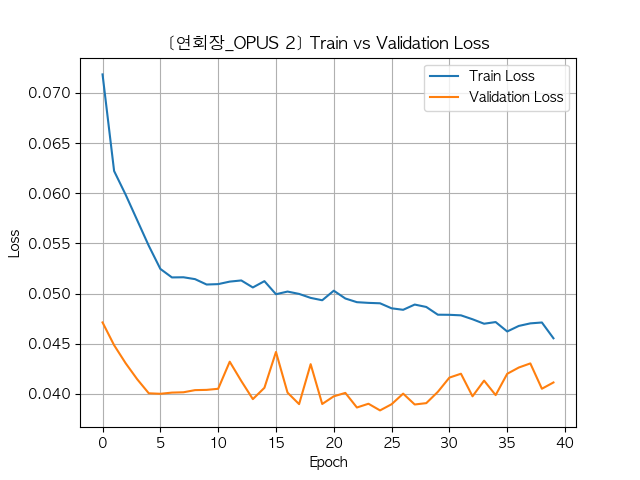 [연회장_OPUS 2] Train vs Validation Loss
Train Loss
Validation Loss
0.070
0.065
0.060
0.055
0.050
0.045
0.040
Loss
0 5 10 15 20 25 30 35 40
Epoch